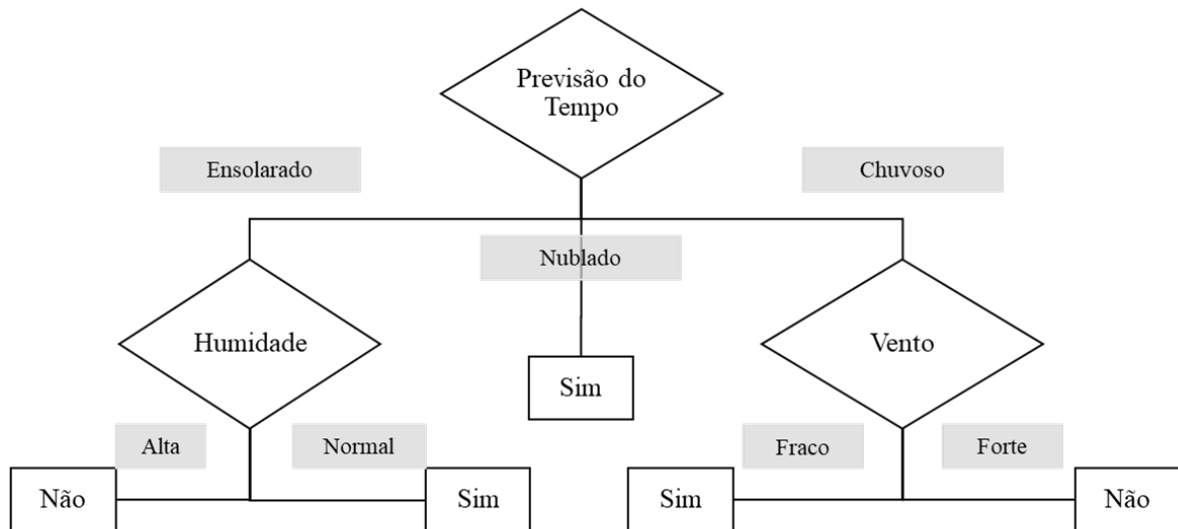 Previsão do
Tempo
Ensolarado
Chuvoso
Nublado
Humidade
Vento
Sim
Alta
Normal
Fraco
Forte
Não
Sim
Sim
Não